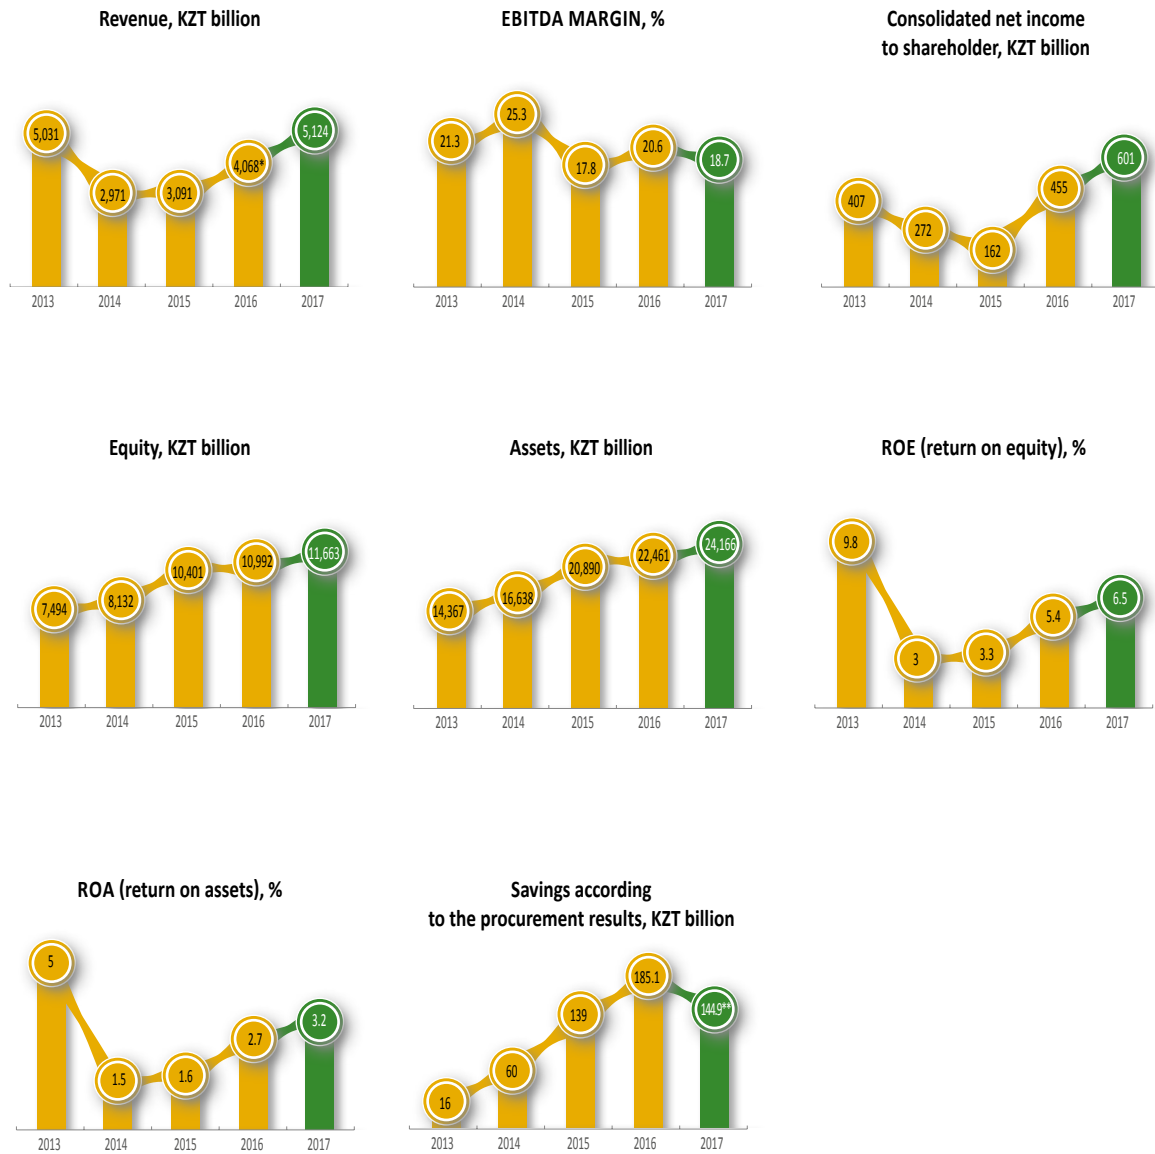 Revenue, KZT billion
5,031
2,971
3,091
4,068*
5,124
2013 2014 2015 2016 2017
EBITDA MARGIN, %
21.3
25.3
17.8
20.6
18.7
2013 2014 2015 2016 2017
Consolidated net income
to shareholder, KZT billion
407
272
162
455
601
2013 2014 2015 2016 2017
Equity, KZT billion
7,494
8,132
10,401
10,992
11,663
2013 2014 2015 2016 2017
Assets, KZT billion
14,367
16,638
20,890
22,461
24,166
2013 2014 2015 2016 2017
ROE (return on equity), %
9.8
3
3.3
5.4
6.5
2013 2014 2015 2016 2017
ROA (return on assets), %
5
1.5
1.6
2.7
3.2
2013 2014 2015 2016 2017
Savings according
to the procurement results, KZT billion
16
60
139
185.1
144.9**
2013 2014 2015 2016 2017